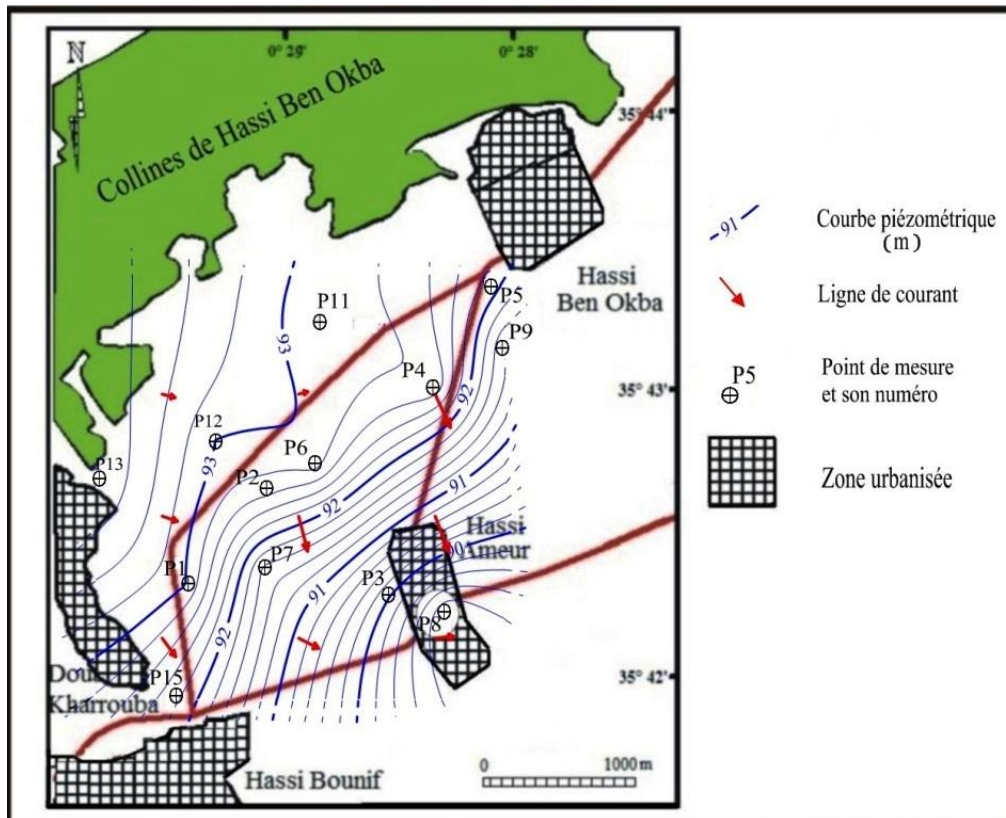 N
0° 29'
0° 28'
35° 44'
Collines de Hassi Ben Okba
Hassi
Ben Okba
P5
P11
P9
93
P4
35° 43'
92
P12
93
P6
P13
P2
92
91
Hassi
Ameur
90
P7
P1
P3
91
P8
92
35° 42'
P15
Kharrouba
0
1000 m
Hassi Bounif
91
Courbe piézométrique
(m)
Ligne de courant
P5
Point de mesure
et son numéro
Zone urbanisée